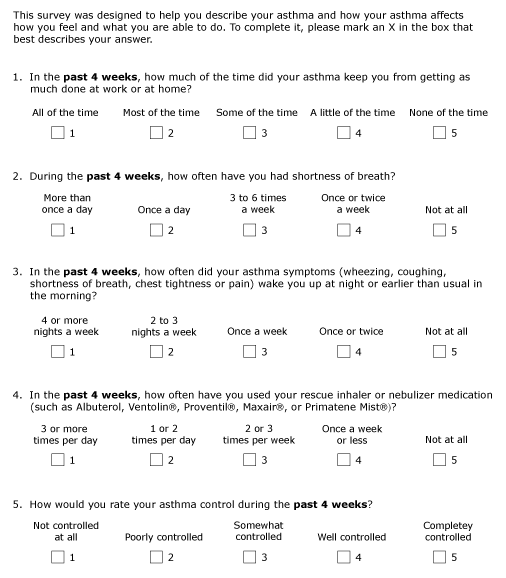 This survey was designed to help you describe your asthma and how your asthma affects
how you feel and what you are able to do. To complete it, please mark an X in the box that
best describes your answer.
1. In the past 4 weeks, how much of the time did your asthma keep you from getting as
much done at work or at home?
All of the time Most of the time Some of the time A little of the time None of the time
1 2 3 4 5
2. During the past 4 weeks, how often have you had shortness of breath?
More than 3 to 6 times Once or twice
once a day Once a day a week a week Not at all
1 2 3 4 5
3. In the past 4 weeks, how often did your asthma symptoms (wheezing, coughing,
shortness of breath, chest tightness or pain) wake you up at night or earlier than usual in
the morning?
4 or more 2 to 3
nights a week nights a week Once a week Once or twice Not at all
1 2 3 4 5
4. In the past 4 weeks, how often have you used your rescue inhaler or nebulizer medication
(such as Albuterol, Ventolin®, Proventil®, Maxair®, or Primatene Mist®)?
3 or more 1 or 2 2 or 3 Once a week
times per day times per day times per week or less Not at all
1 2 3 4 5
5. How would you rate your asthma control during the past 4 weeks?
Not controlled Somewhat Completey
at all Poorly controlled controlled Well controlled controlled
1 2 3 4 5